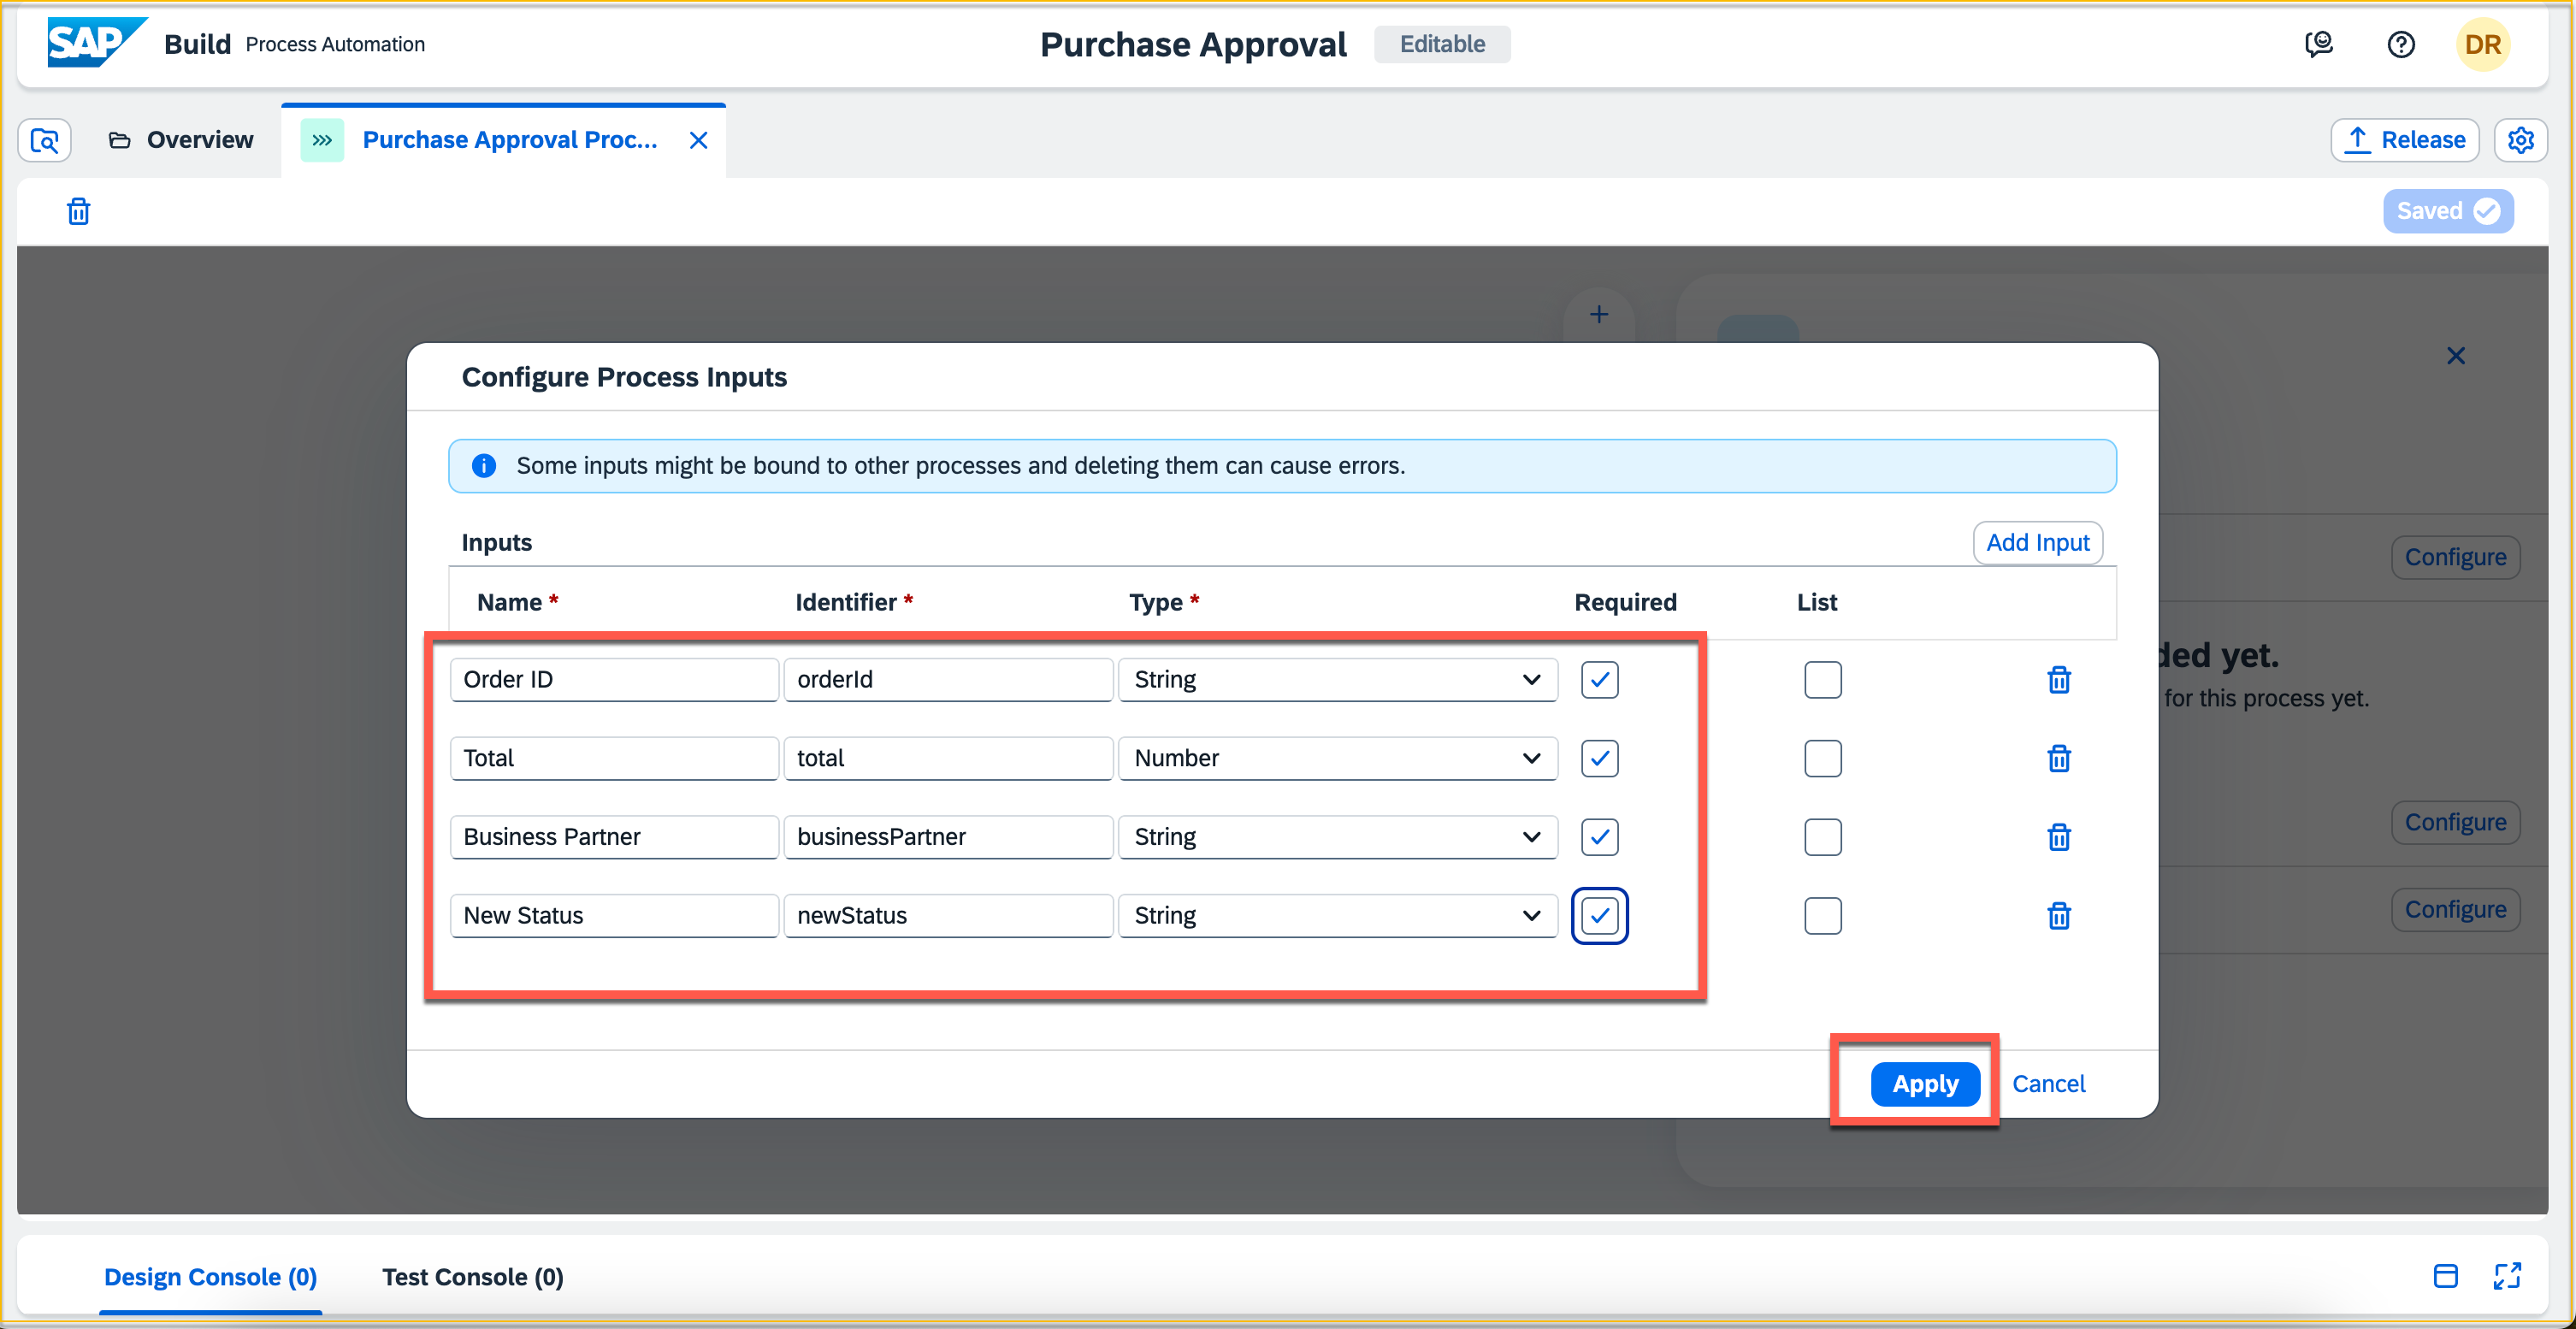 SAP Build Process Automation
Purchase Approval Editable
DR
Overview
Purchase Approval Proc...
Release
Saved
Configure Process Inputs
Some inputs might be bound to other processes and deleting them can cause errors.
Inputs
Add Input
Name * Identifier * Type * Required List
Order ID orderId String
Total total Number
Business Partner businessPartner String
New Status newStatus String
Apply Cancel
Configure
ded yet.
for this process yet.
Configure
Configure
Design Console (0) Test Console (0)